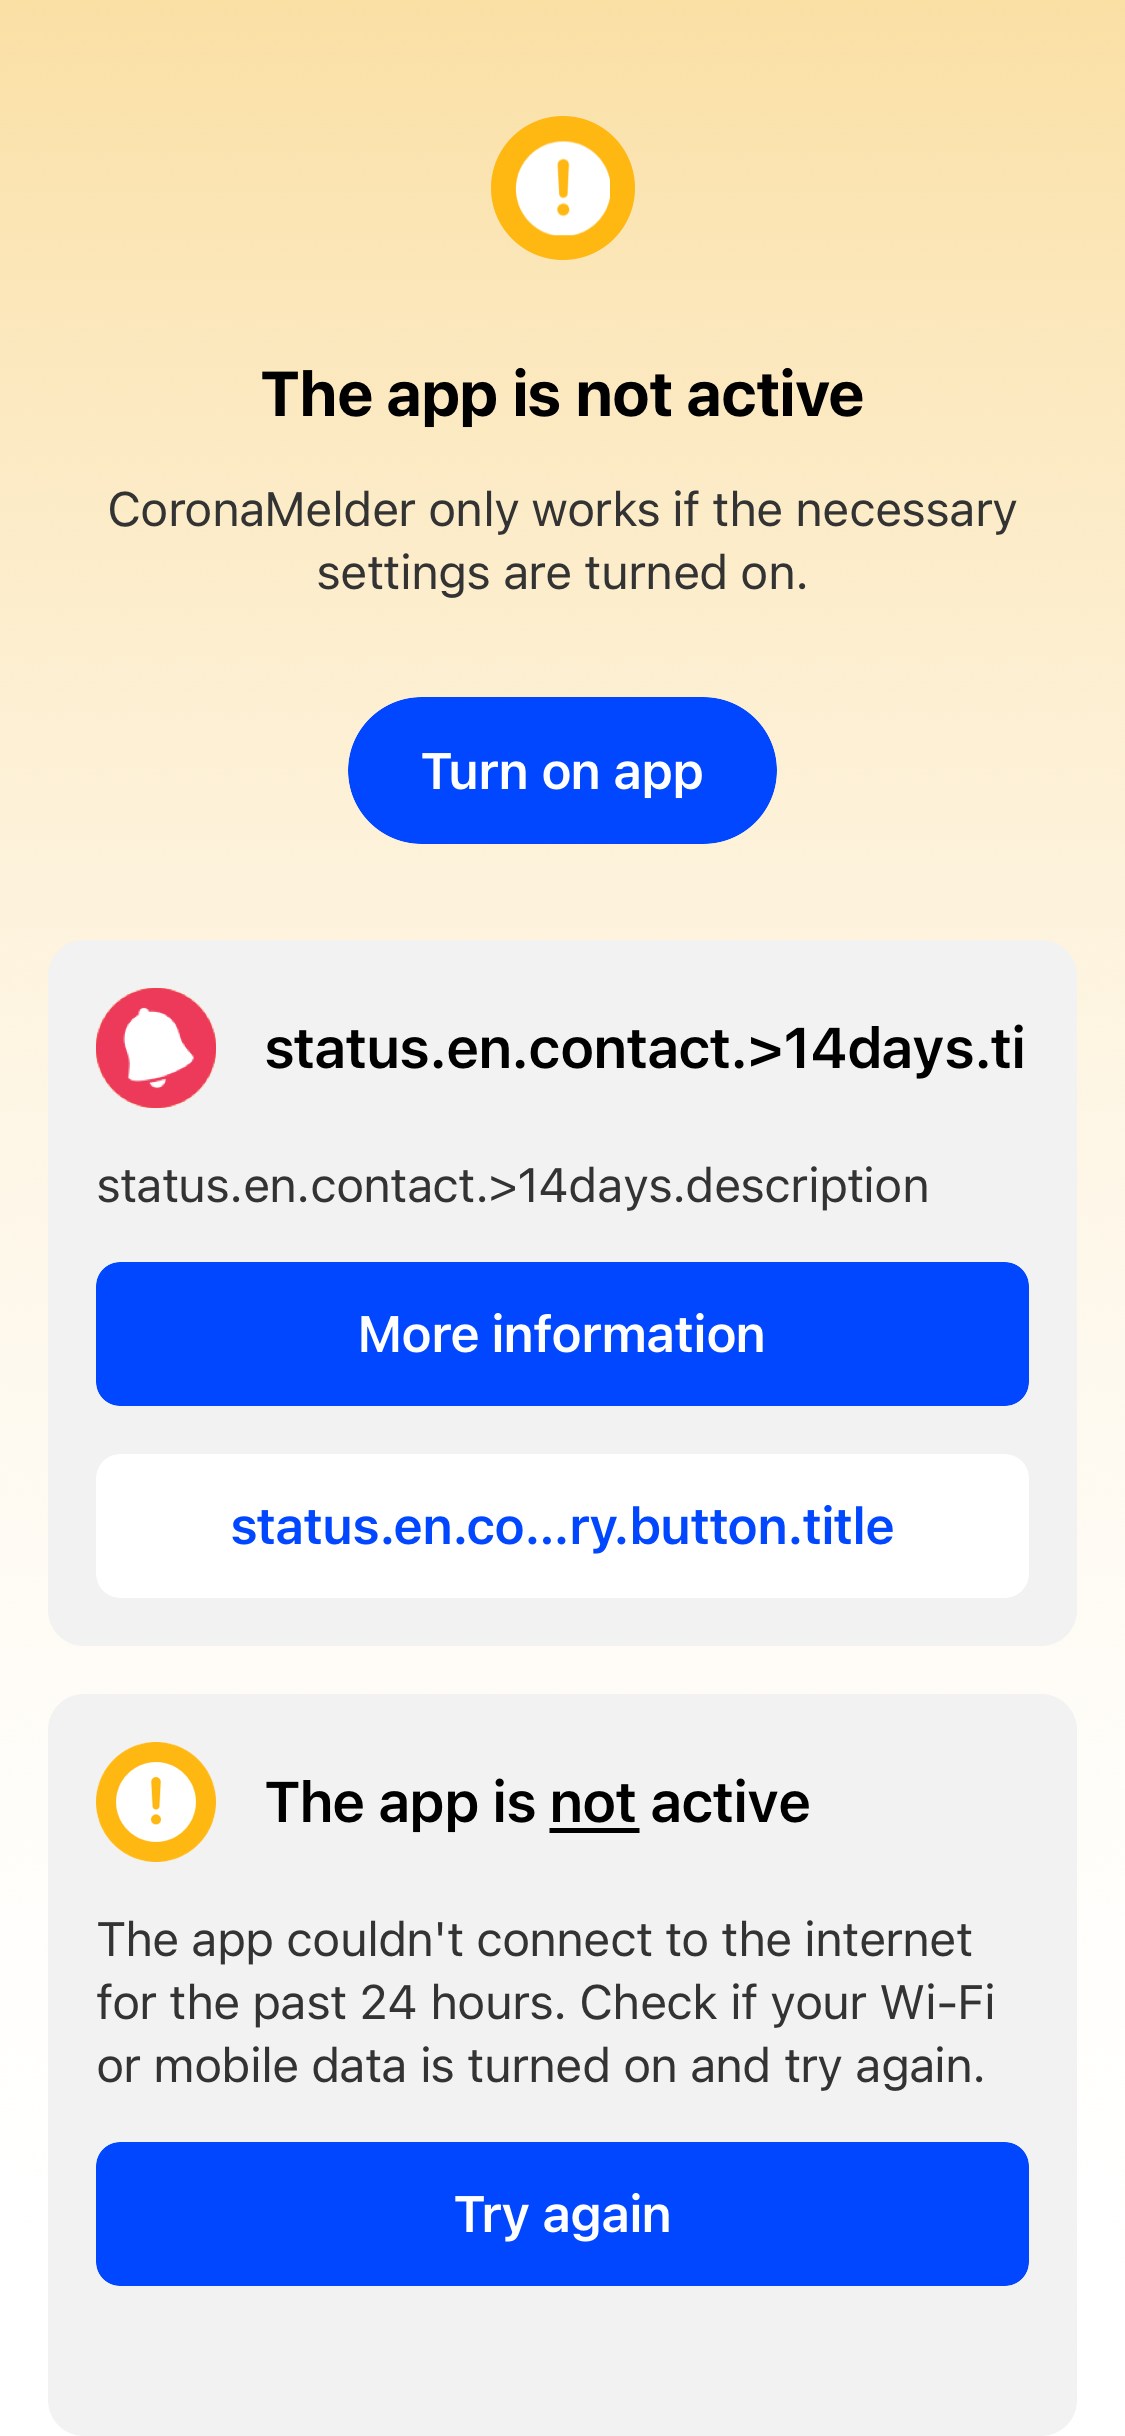 The app is not active
CoronaMelder only works if the necessary
settings are turned on.
Turn on app
status.en.contact.>14days.ti
status.en.contact.>14days.description
More information
status.en.co...ry.button.title
The app is not active
The app couldn't connect to the internet
for the past 24 hours. Check if your Wi-Fi
or mobile data is turned on and try again.
Try again